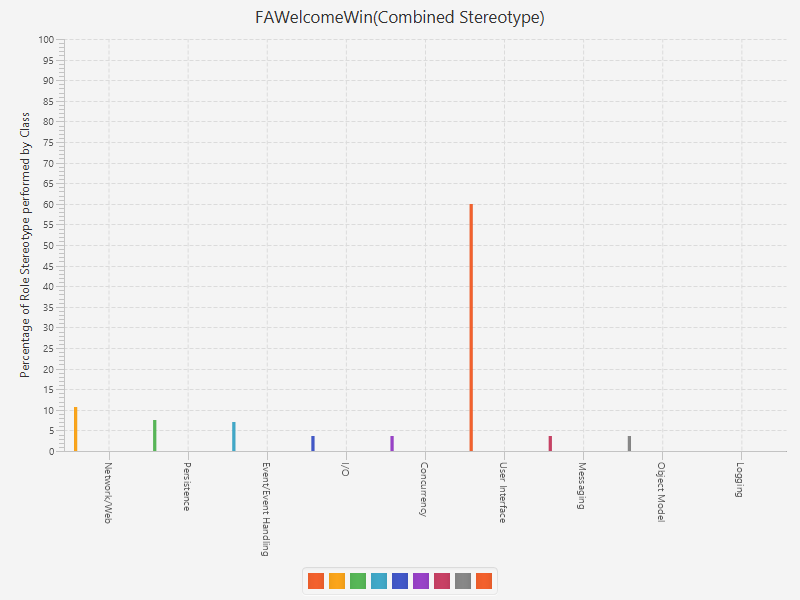 FAWelcomeWin(Combined Stereotype)
Percentage of Role Stereotype performed by Class
100
95
90
85
80
75
70
65
60
55
50
45
40
35
30
25
20
15
10
5
0
Network/Web
Persistence
Event/Event Handling
I/O
Concurrency
User Interface
Messaging
Object Model
Logging